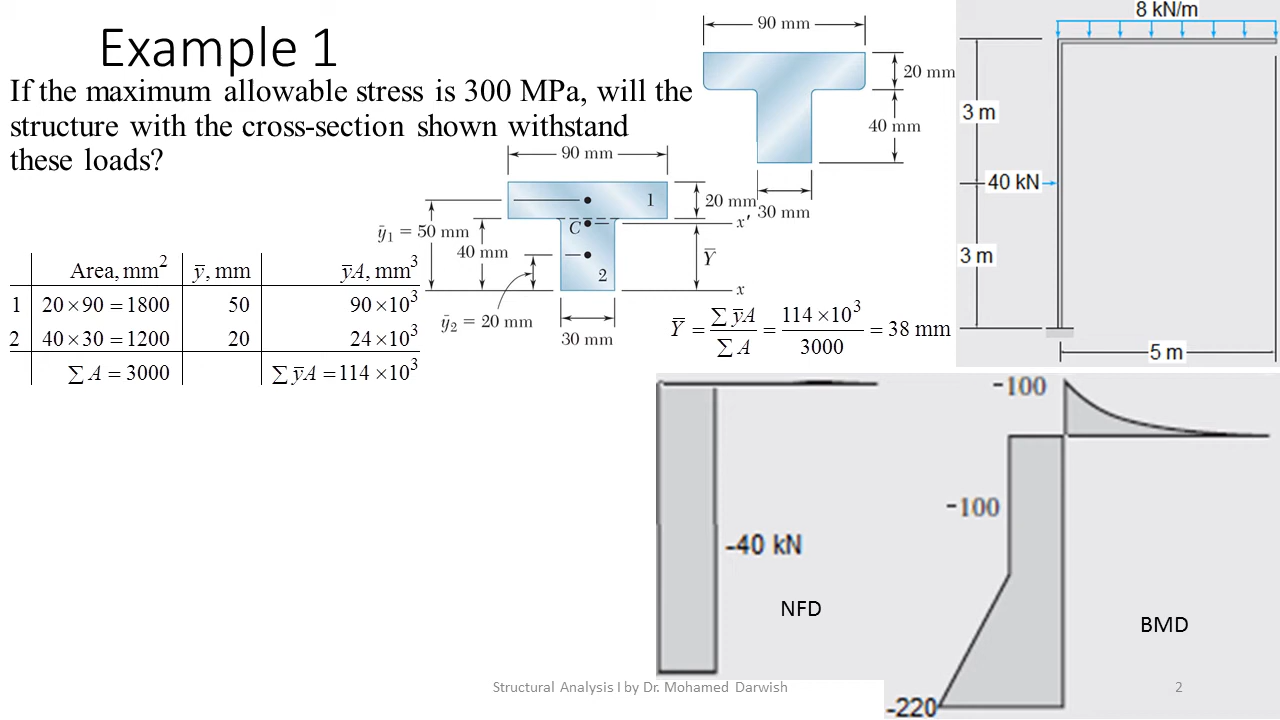 Example 1
If the maximum allowable stress is 300 MPa, will the
structure with the cross-section shown withstand
these loads?
90 mm
20 mm
40 mm
30 mm
8 kN/m
3 m
40 kN
3 m
5 m
90 mm
1
20 mm
C
x'
ȳ₁ = 50 mm
40 mm
Y̅
2
x
ȳ₂ = 20 mm
30 mm
Area, mm² ȳ, mm ȳA, mm³
1 20 × 90 = 1800 50 90 × 10³
2 40 × 30 = 1200 20 24 × 10³
∑ A = 3000 ∑ ȳA = 114 × 10³
Y̅ = ∑ ȳA / ∑ A = 114 × 10³ / 3000 = 38 mm
-40 kN
NFD
-100
-100
-220
BMD
Structural Analysis I by Dr. Mohamed Darwish
2